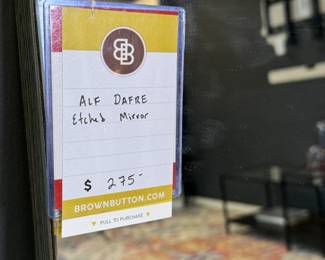 BB
ALF DAFRE
Etched Mirror
$ 275-
BROWNBUTTON.COM
PULL TO PURCHASE